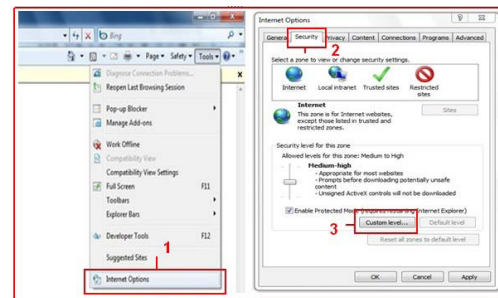 Bing
Page Safety Tools
Diagnose Connection Problems...
Reopen Last Browsing Session
Pop-up Blocker
Manage Add-ons
Work Offline
Compatibility View
Compatibility View Settings
Full Screen F11
Toolbars
Explorer Bars
Developer Tools F12
Suggested Sites
1
Internet Options
Internet Options
General Security Privacy Content Connections Programs Advanced
2
Select a zone to view or change security settings.
Internet Local intranet Trusted sites Restricted sites
Internet
This zone is for Internet websites,
except those listed in trusted and
restricted zones.
Sites
Security level for this zone
Allowed levels for this zone: Medium to High
Medium-high
- Appropriate for most websites
- Prompts before downloading potentially unsafe
content
- Unsigned ActiveX controls will not be downloaded
Enable Protected Mode (requires restarting Internet Explorer)
3
Custom level... Default level
Reset all zones to default level
OK Cancel Apply